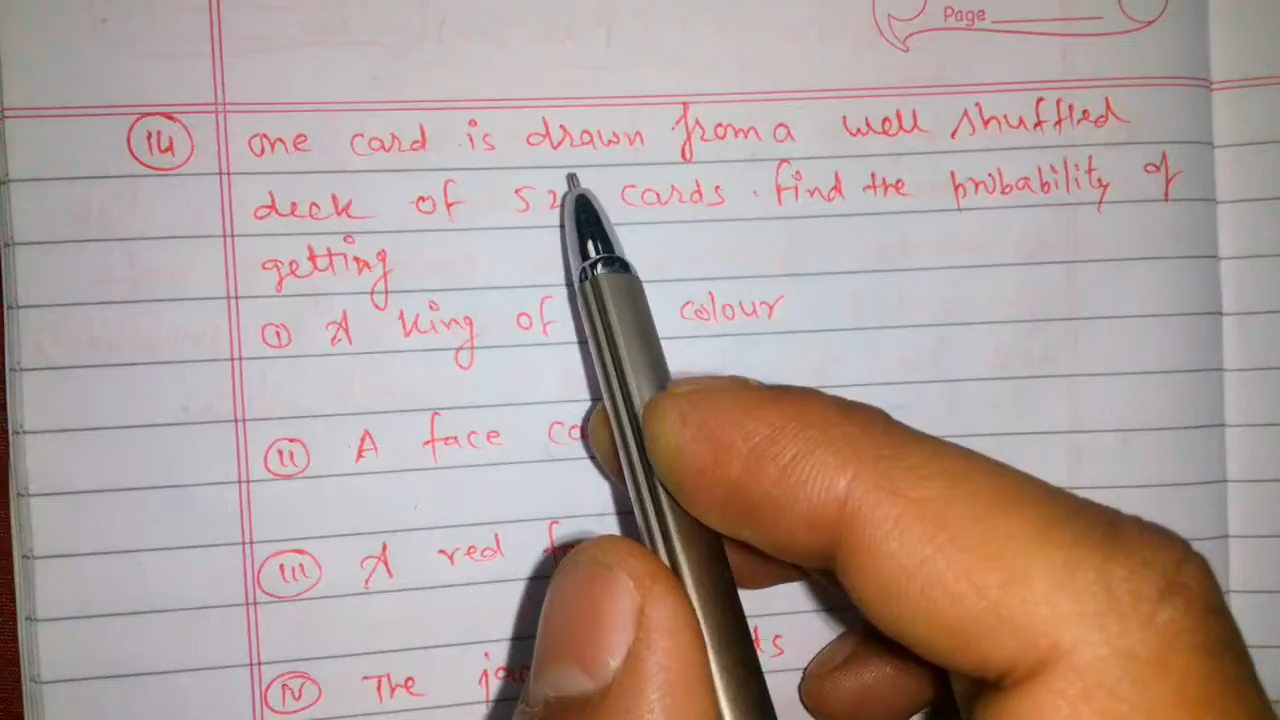 Page
14 one card is drawn from a well shuffled
deck of 52 cards. find the probability of
getting
I A king of colour
II A face
III A red
IV The